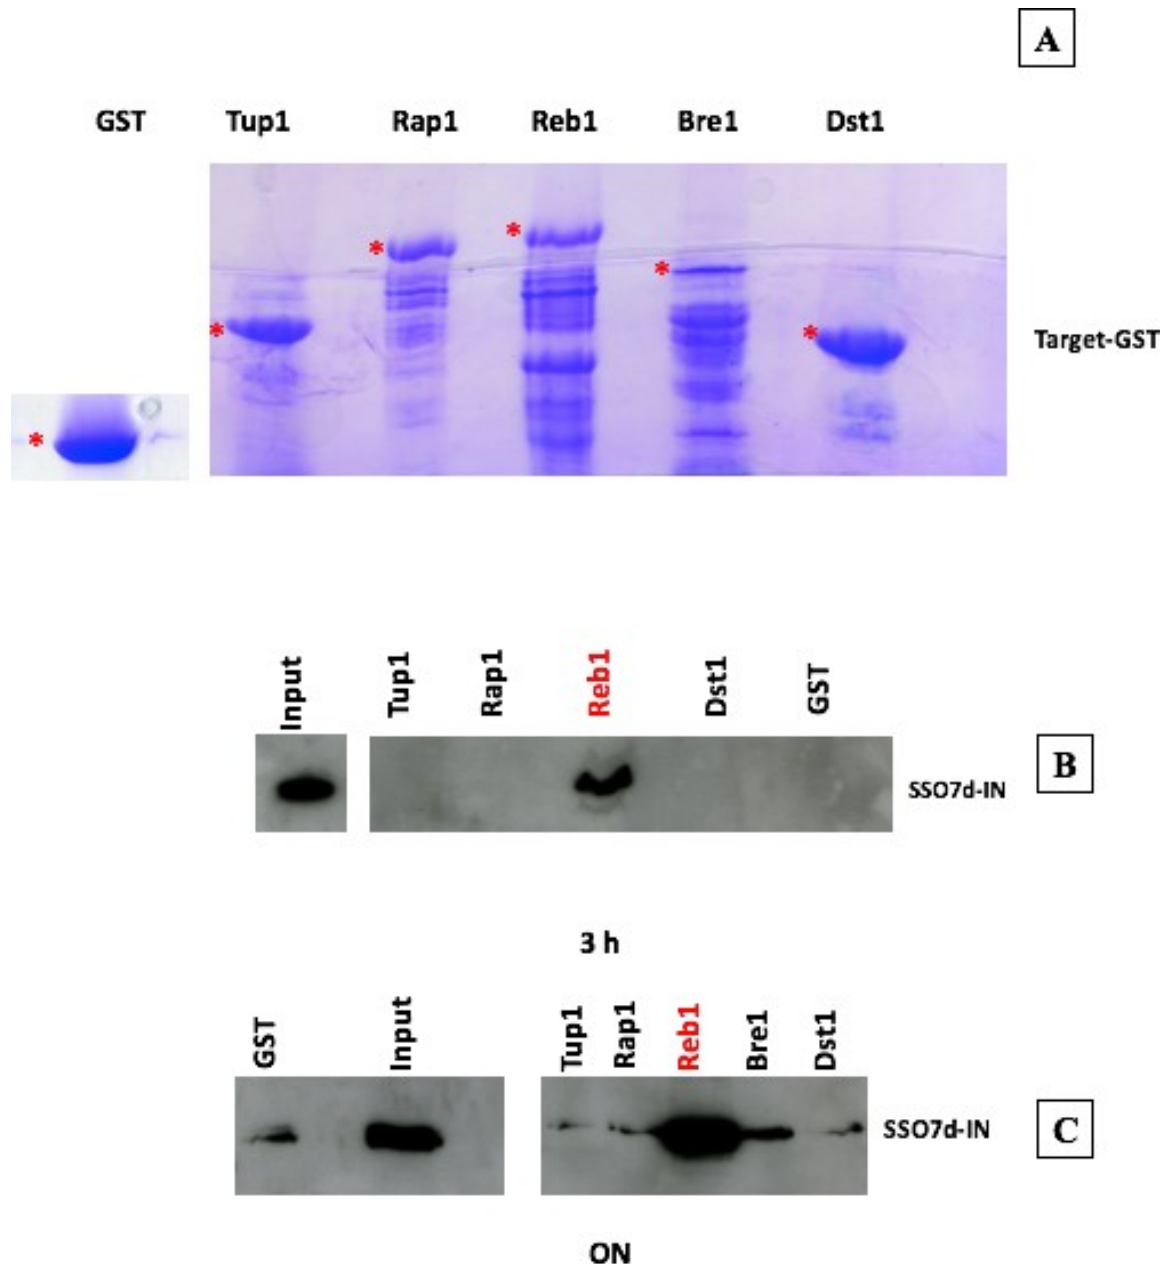 A
GST Tup1 Rap1 Reb1 Bre1 Dst1
* * * * * *
Target-GST
Input Tup1 Rap1 Reb1 Dst1 GST
SSO7d-IN
B
3 h
GST Input Tup1 Rap1 Reb1 Bre1 Dst1
SSO7d-IN
C
ON